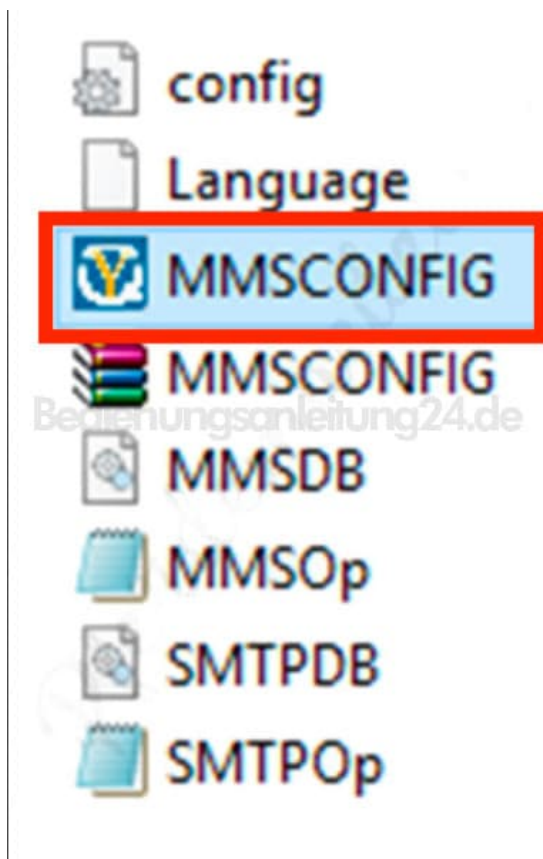 config
Language
MMSCONFIG
MMSCONFIG
Bedienungsanleitung24.de
MMSDB
MMSOp
SMTPDB
SMTPOp